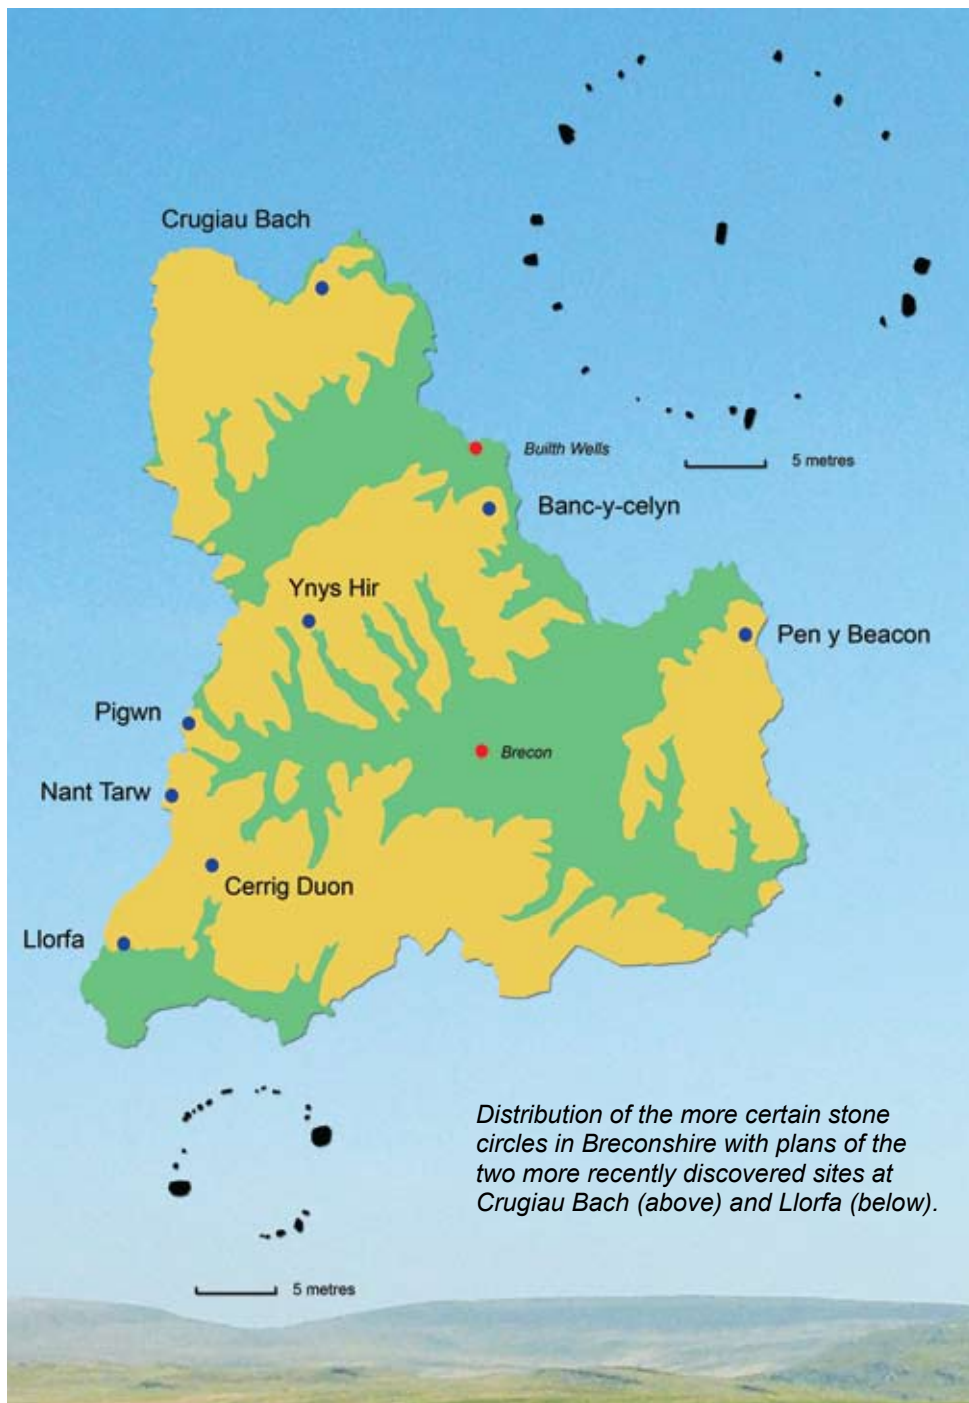 Crugiau Bach
Builth Wells
5 metres
Banc-y-celyn
Ynys Hir
Pen y Beacon
Pigwn
Brecon
Nant Tarw
Cerrig Duon
Llorfa
Distribution of the more certain stone
circles in Breconshire with plans of the
two more recently discovered sites at
Crugiau Bach (above) and Llorfa (below).
5 metres